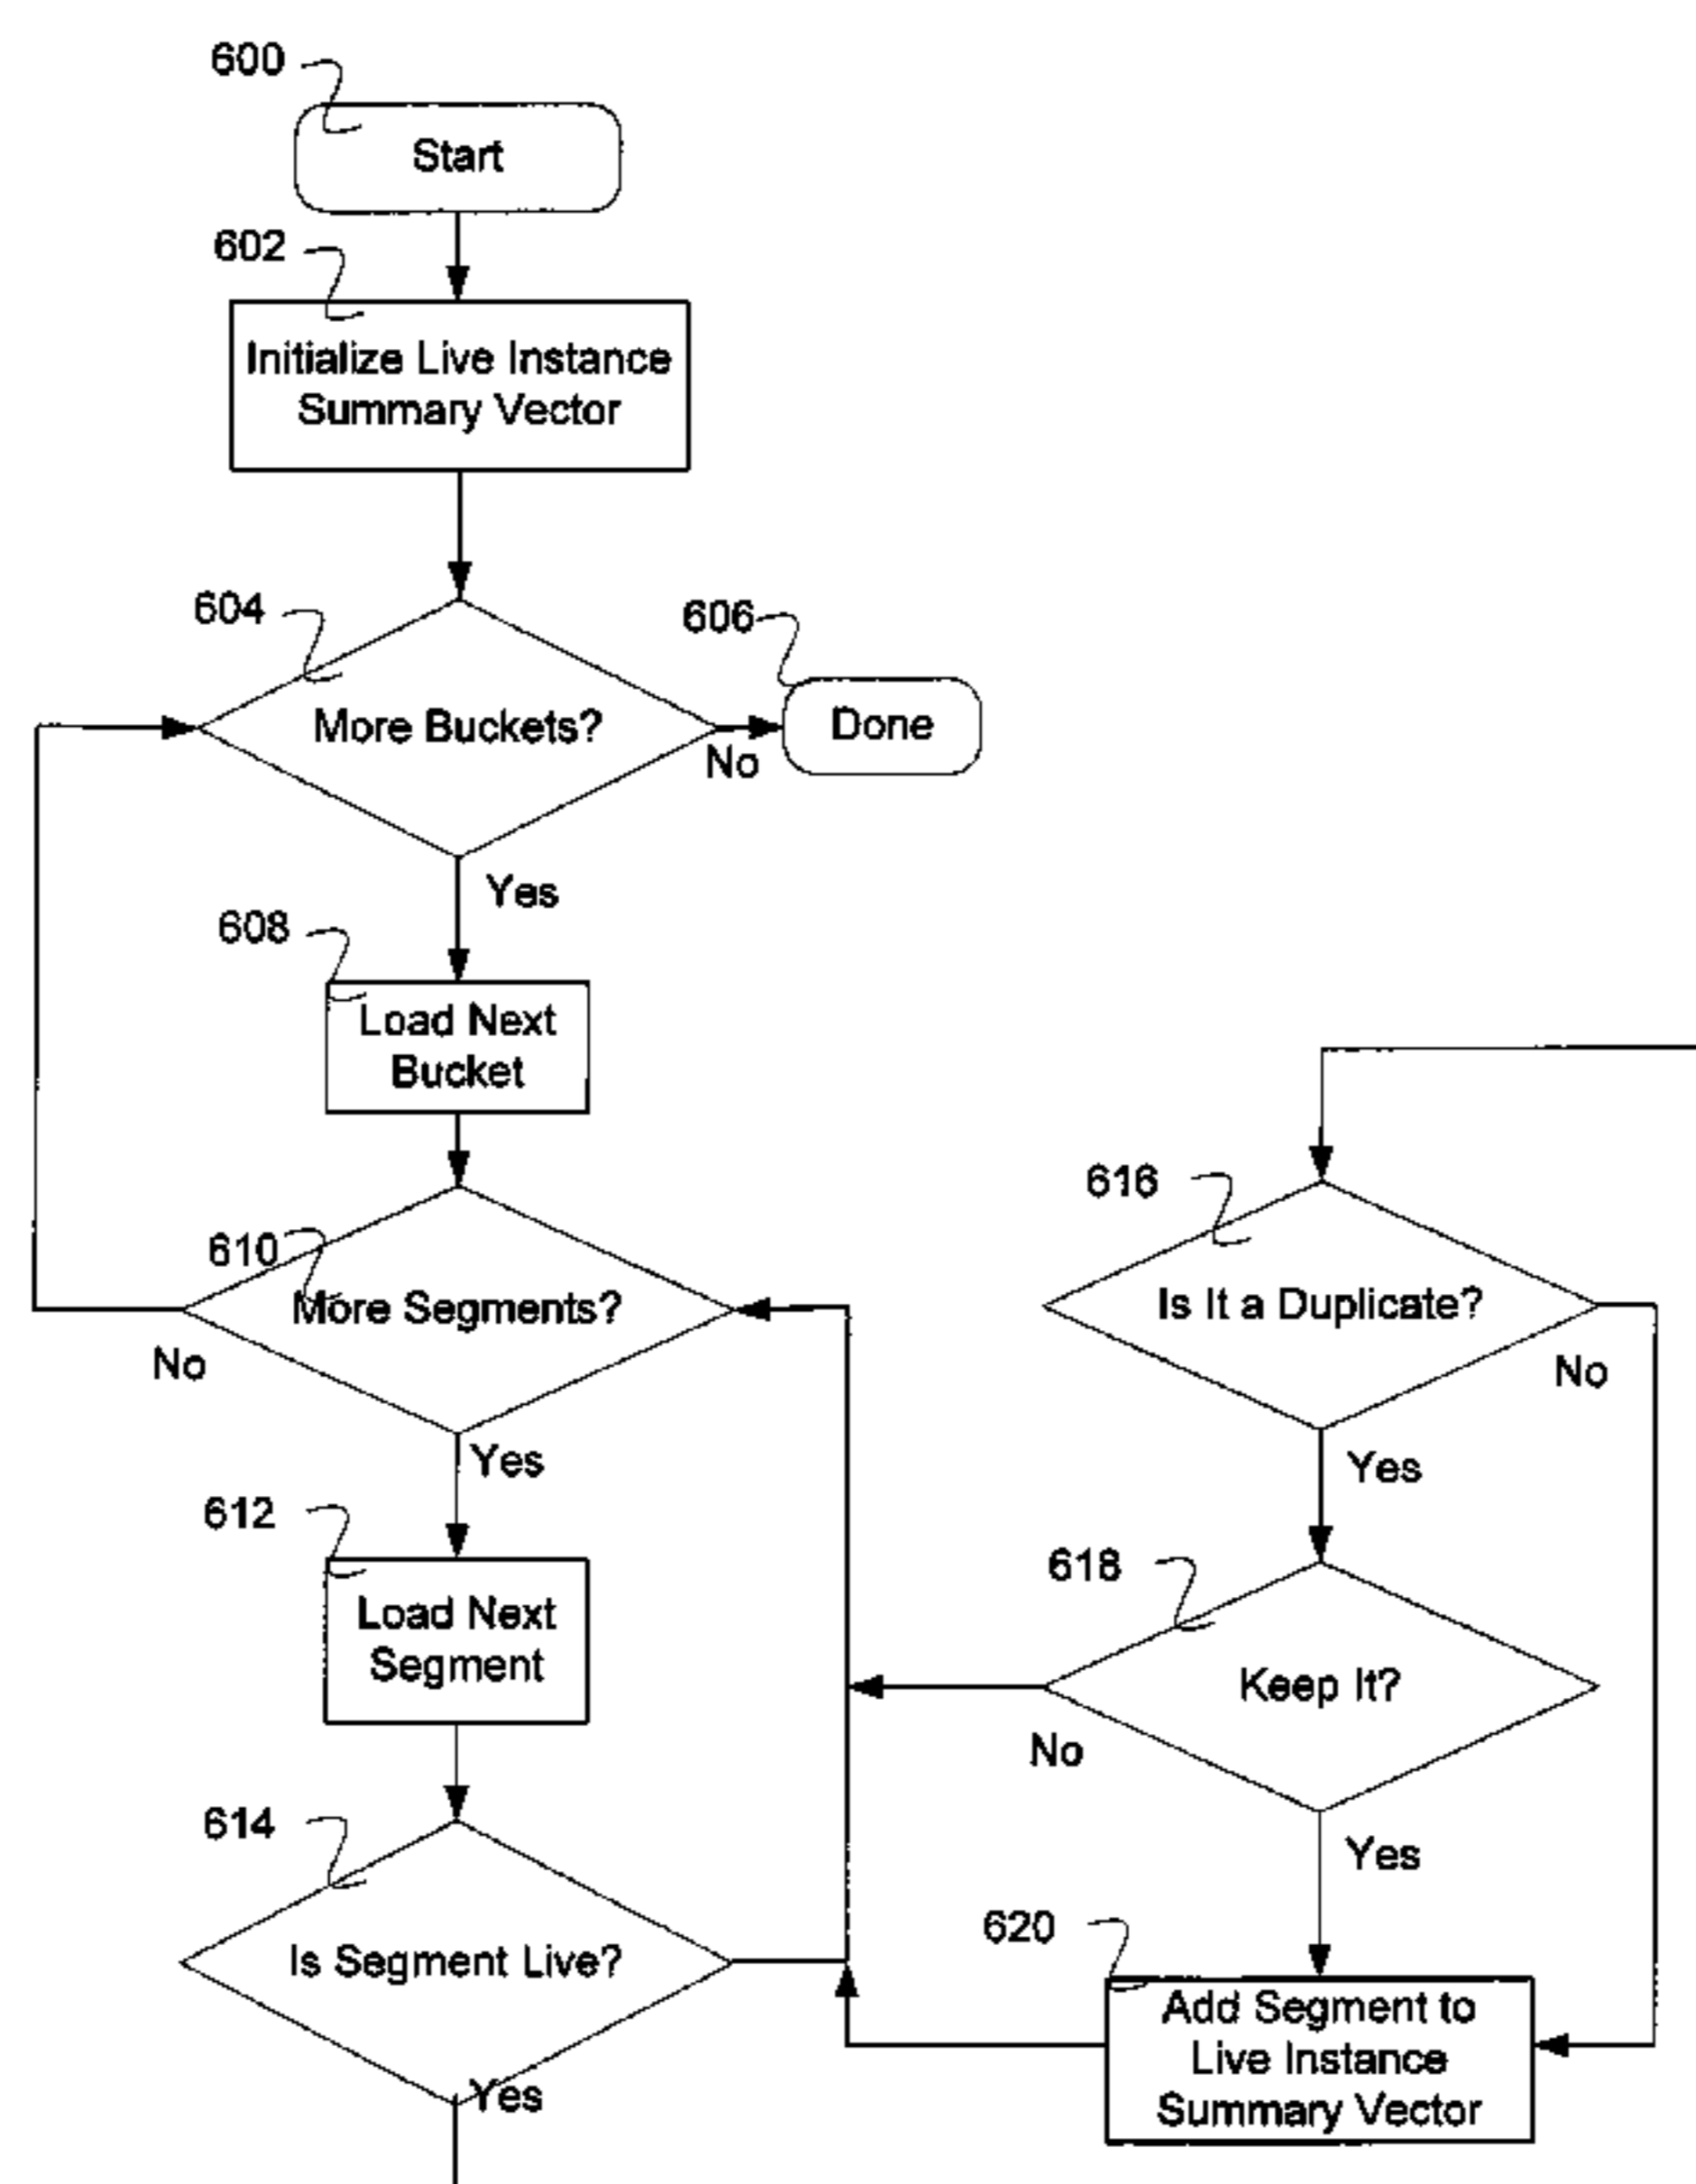 600
Start
602
Initialize Live Instance
Summary Vector
604
More Buckets?
606
Done
No
Yes
608
Load Next
Bucket
610
More Segments?
No
Yes
612
Load Next
Segment
614
Is Segment Live?
Yes
616
Is It a Duplicate?
No
Yes
618
Keep It?
No
Yes
620
Add Segment to
Live Instance
Summary Vector